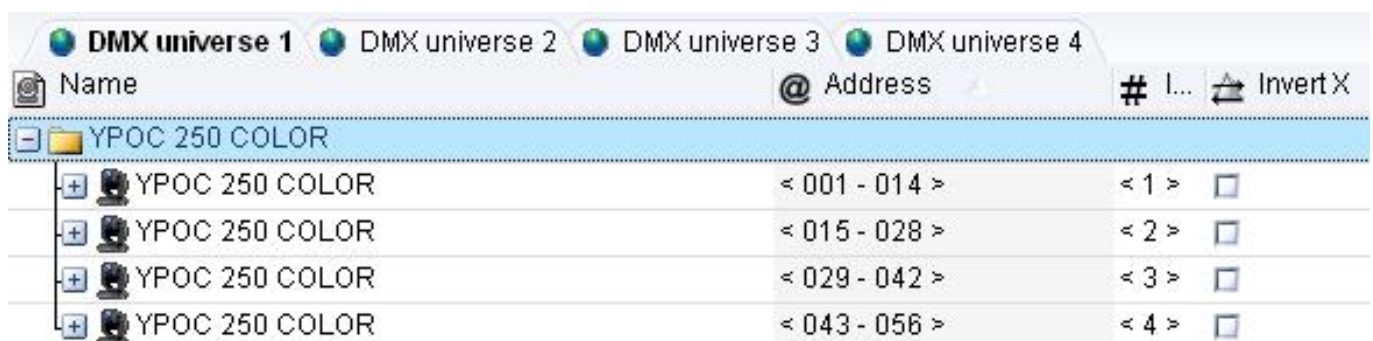 DMX universe 1 DMX universe 2 DMX universe 3 DMX universe 4
Name @ Address # I... Invert X
YPOC 250 COLOR
YPOC 250 COLOR < 001 - 014 > < 1 >
YPOC 250 COLOR < 015 - 028 > < 2 >
YPOC 250 COLOR < 029 - 042 > < 3 >
YPOC 250 COLOR < 043 - 056 > < 4 >